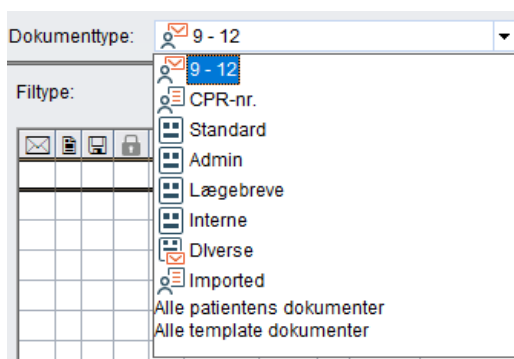 Dokumenttype:
9 - 12
9 - 12
Filtype:
CPR-nr.
Standard
Admin
Lægebreve
Interne
DIverse
Imported
Alle patientens dokumenter
Alle template dokumenter